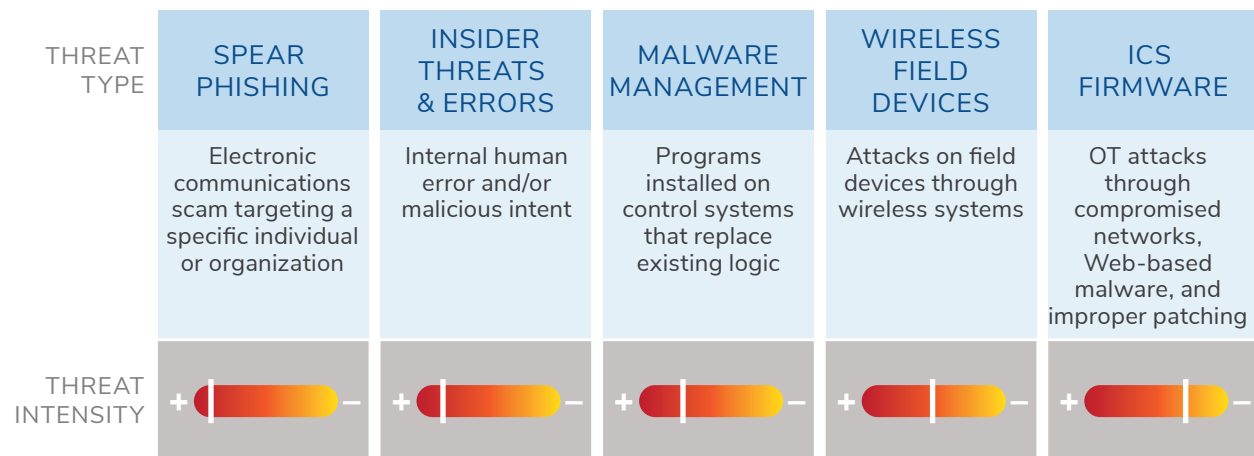 THREAT
TYPE
SPEAR
PHISHING
INSIDER
THREATS
& ERRORS
MALWARE
MANAGEMENT
WIRELESS
FIELD
DEVICES
ICS
FIRMWARE
Electronic
communications
scam targeting a
specific individual
or organization
Internal human
error and/or
malicious intent
Programs
installed on
control systems
that replace
existing logic
Attacks on field
devices through
wireless systems
OT attacks
through
compromised
networks,
Web-based
malware, and
improper patching
THREAT
INTENSITY
+ –
+ –
+ –
+ –
+ –